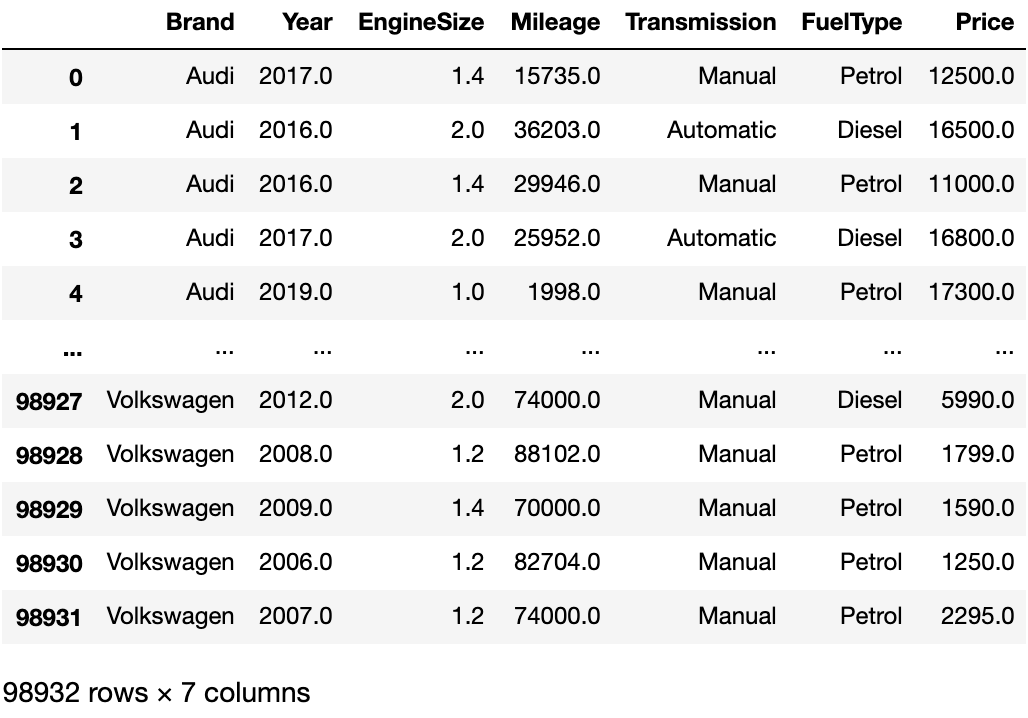 Brand Year EngineSize Mileage Transmission FuelType Price
0 Audi 2017.0 1.4 15735.0 Manual Petrol 12500.0
1 Audi 2016.0 2.0 36203.0 Automatic Diesel 16500.0
2 Audi 2016.0 1.4 29946.0 Manual Petrol 11000.0
3 Audi 2017.0 2.0 25952.0 Automatic Diesel 16800.0
4 Audi 2019.0 1.0 1998.0 Manual Petrol 17300.0
... ... ... ... ... ... ... ...
98927 Volkswagen 2012.0 2.0 74000.0 Manual Diesel 5990.0
98928 Volkswagen 2008.0 1.2 88102.0 Manual Petrol 1799.0
98929 Volkswagen 2009.0 1.4 70000.0 Manual Petrol 1590.0
98930 Volkswagen 2006.0 1.2 82704.0 Manual Petrol 1250.0
98931 Volkswagen 2007.0 1.2 74000.0 Manual Petrol 2295.0
98932 rows × 7 columns